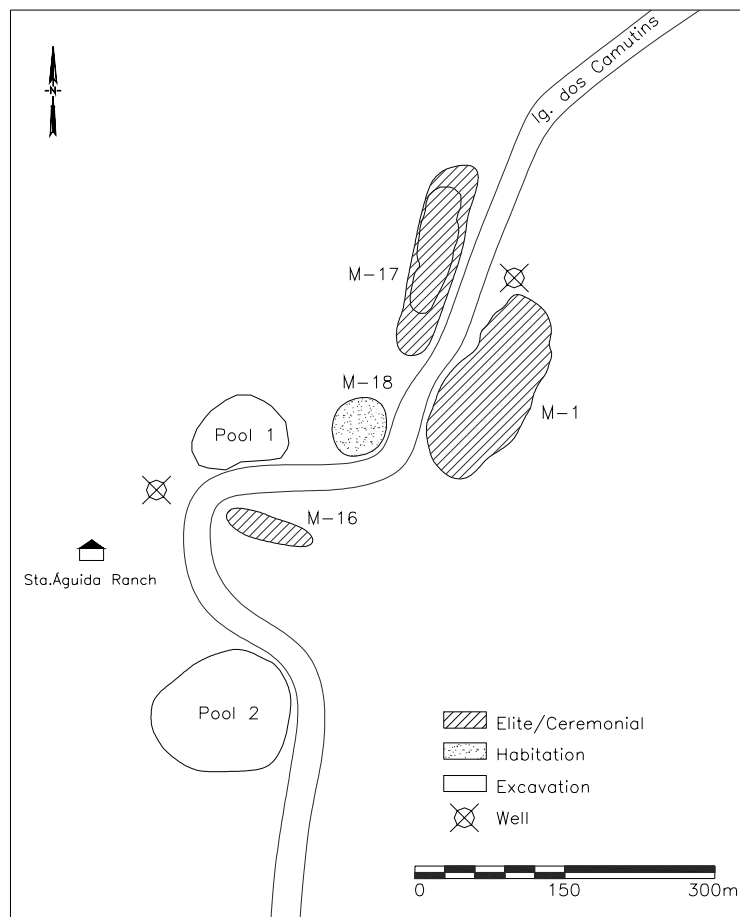 N
Ig. dos Camutins
M-17
M-18
M-1
Pool 1
M-16
Sta.Águida Ranch
Pool 2
Elite/Ceremonial
Habitation
Excavation
Well
0 150 300m